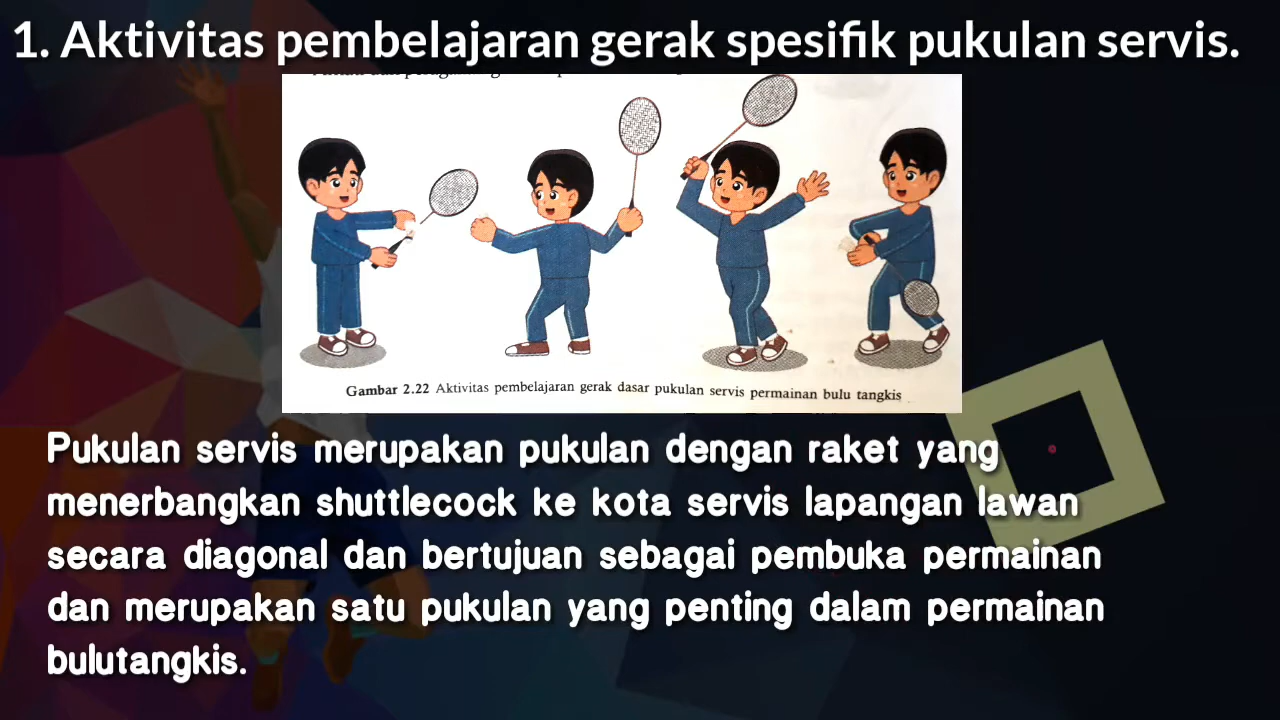 1. Aktivitas pembelajaran gerak spesifik pukulan servis.
Gambar 2.22 Aktivitas pembelajaran gerak dasar pukulan servis permainan bulu tangkis
Pukulan servis merupakan pukulan dengan raket yang
menerbangkan shuttlecock ke kota servis lapangan lawan
secara diagonal dan bertujuan sebagai pembuka permainan
dan merupakan satu pukulan yang penting dalam permainan
bulutangkis.